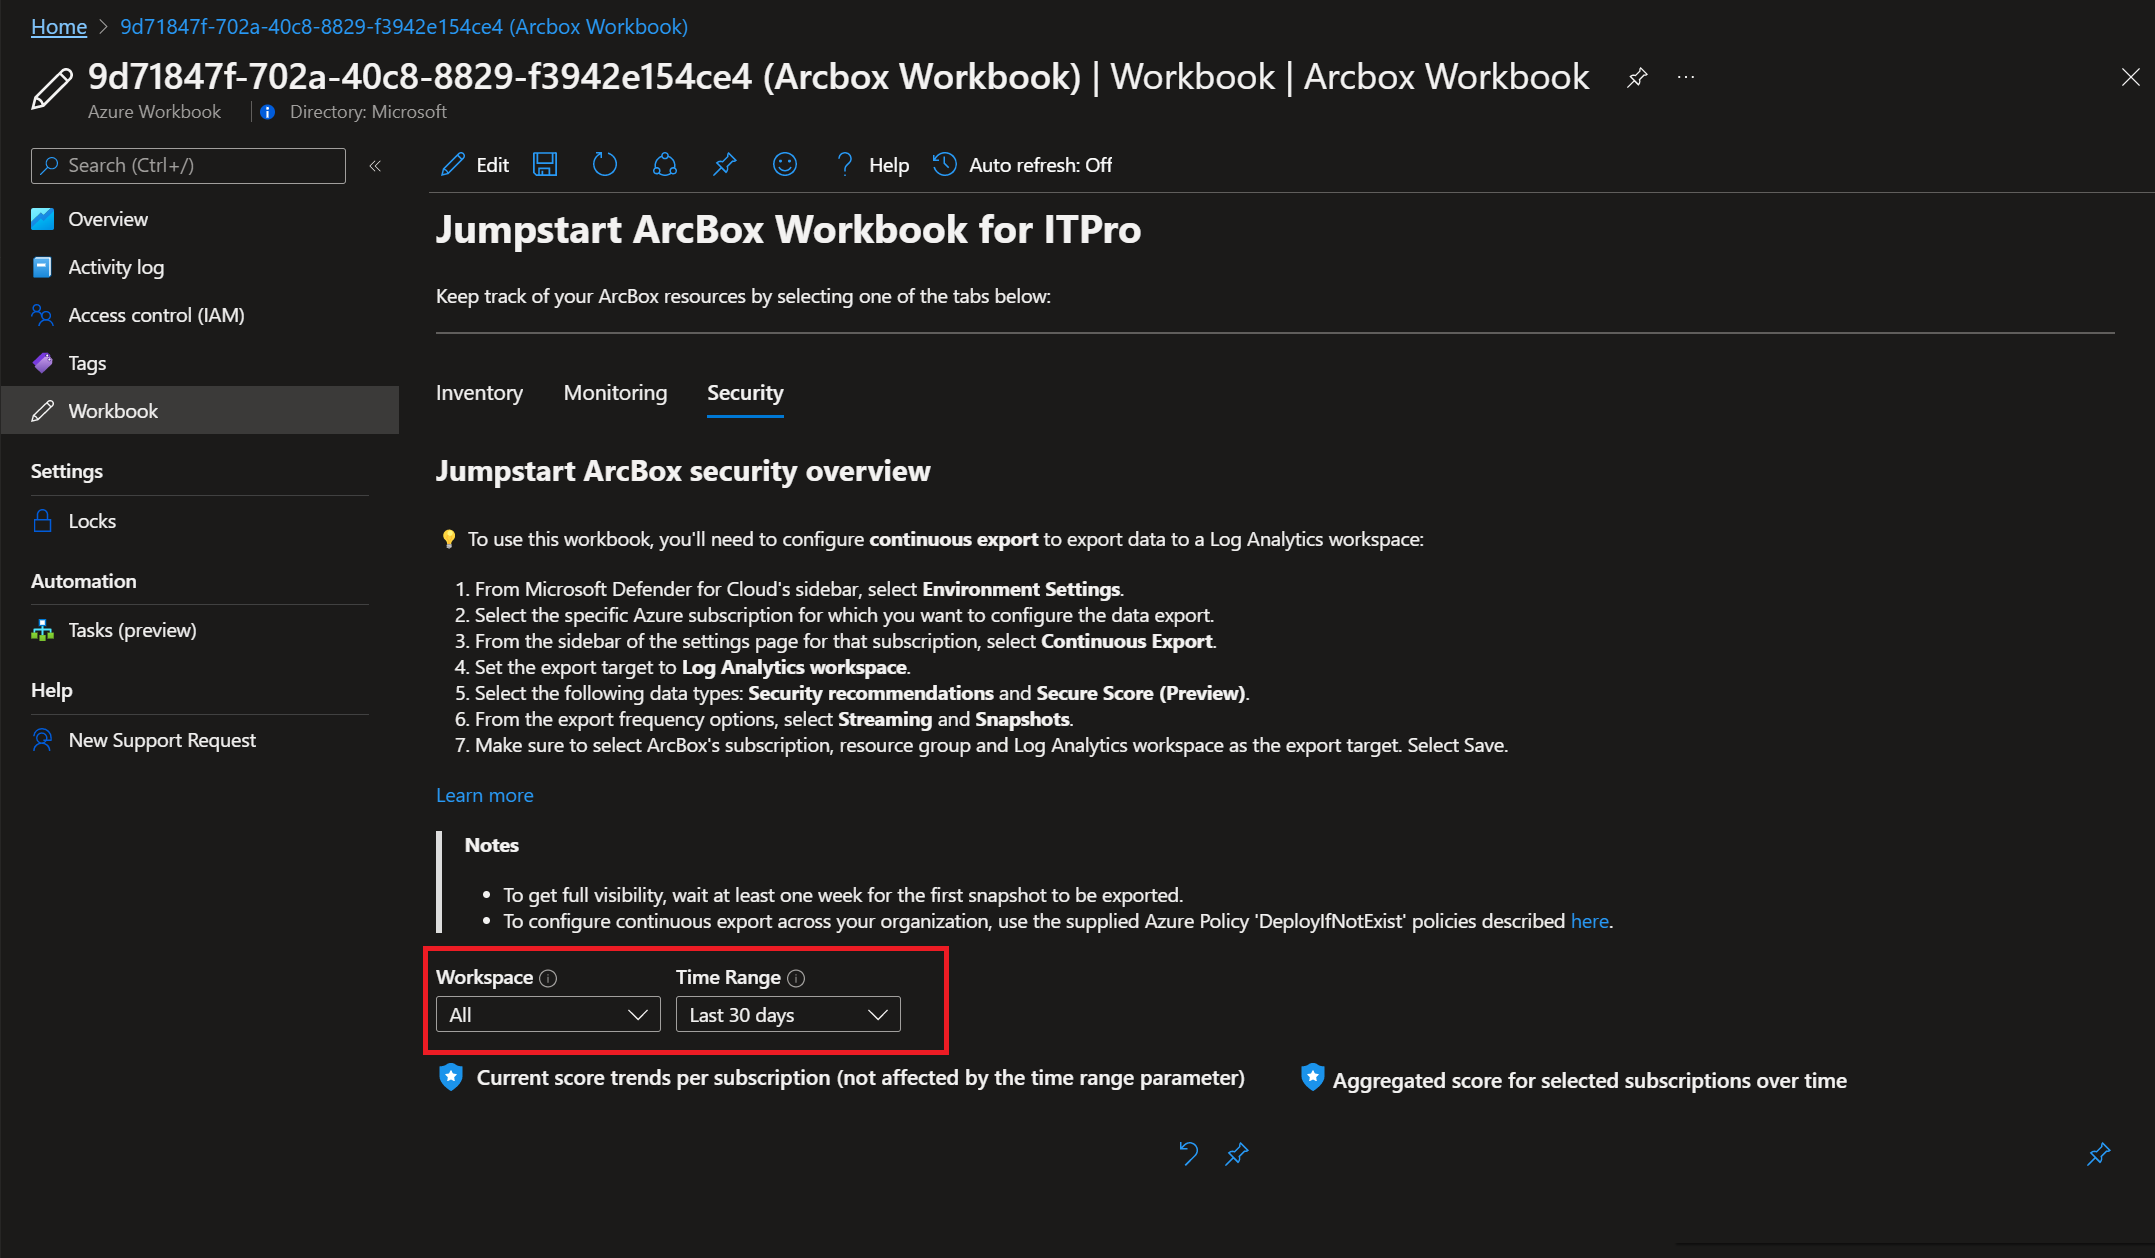 Home > 9d71847f-702a-40c8-8829-f3942e154ce4 (Arcbox Workbook)
9d71847f-702a-40c8-8829-f3942e154ce4 (Arcbox Workbook) | Workbook | Arcbox Workbook ...
Azure Workbook | Directory: Microsoft
Search (Ctrl+/) «
Edit ? Help Auto refresh: Off
Overview
Activity log
Access control (IAM)
Tags
Workbook
Settings
Locks
Automation
Tasks (preview)
Help
New Support Request
Jumpstart ArcBox Workbook for ITPro
Keep track of your ArcBox resources by selecting one of the tabs below:
Inventory Monitoring Security
Jumpstart ArcBox security overview
To use this workbook, you'll need to configure continuous export to export data to a Log Analytics workspace:
1. From Microsoft Defender for Cloud's sidebar, select Environment Settings.
2. Select the specific Azure subscription for which you want to configure the data export.
3. From the sidebar of the settings page for that subscription, select Continuous Export.
4. Set the export target to Log Analytics workspace.
5. Select the following data types: Security recommendations and Secure Score (Preview).
6. From the export frequency options, select Streaming and Snapshots.
7. Make sure to select ArcBox's subscription, resource group and Log Analytics workspace as the export target. Select Save.
Learn more
Notes
• To get full visibility, wait at least one week for the first snapshot to be exported.
• To configure continuous export across your organization, use the supplied Azure Policy 'DeployIfNotExist' policies described here.
Workspace Time Range
All Last 30 days
Current score trends per subscription (not affected by the time range parameter)
Aggregated score for selected subscriptions over time